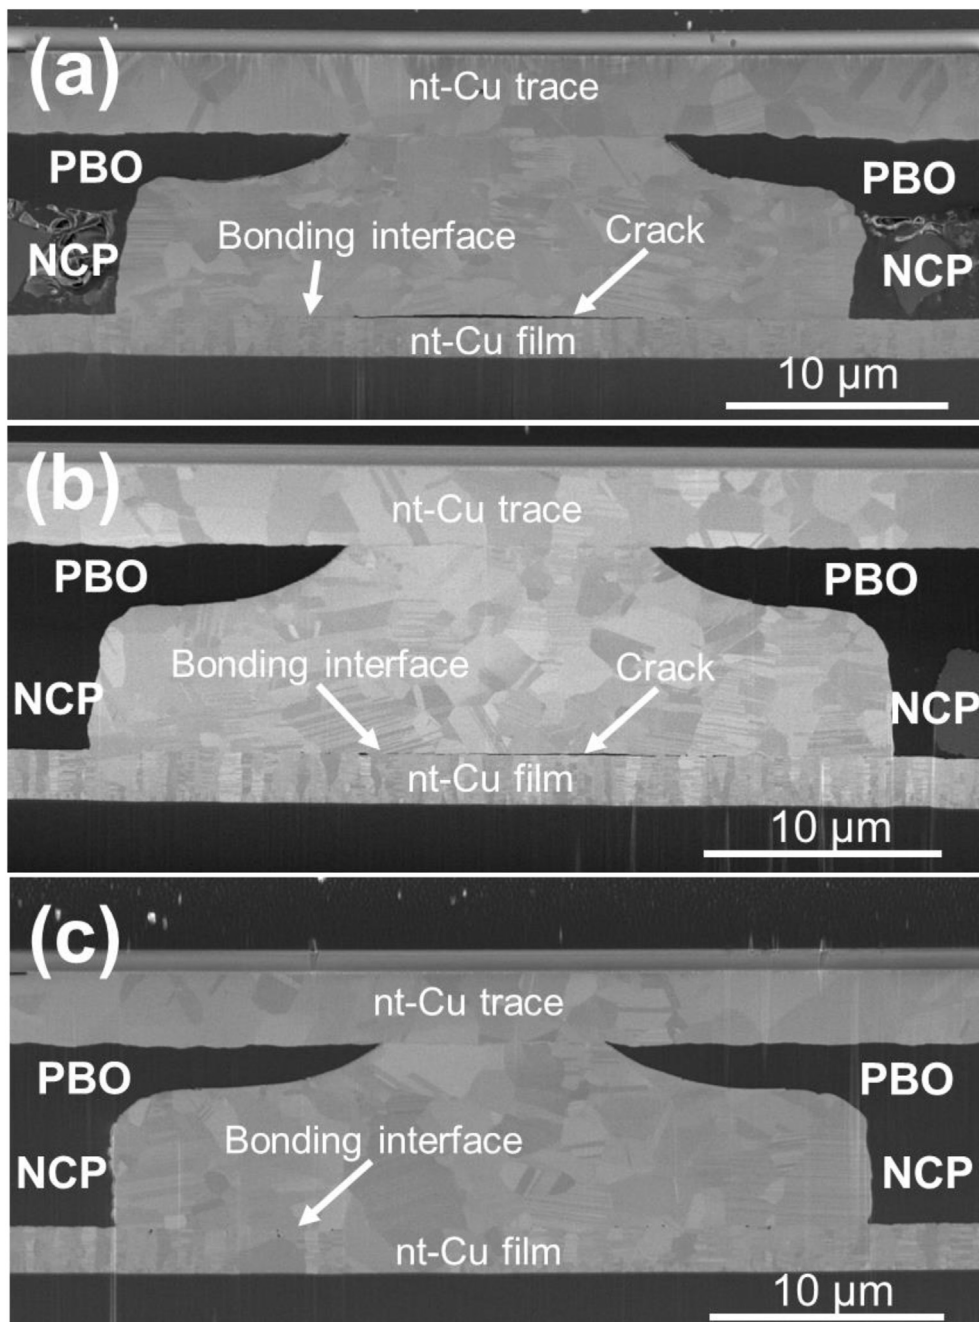 (a)
nt-Cu trace
PBO
PBO
Bonding interface
Crack
NCP
NCP
nt-Cu film
10 μm
(b)
nt-Cu trace
PBO
PBO
Bonding interface
Crack
NCP
NCP
nt-Cu film
10 μm
(c)
nt-Cu trace
PBO
PBO
Bonding interface
NCP
NCP
nt-Cu film
10 μm